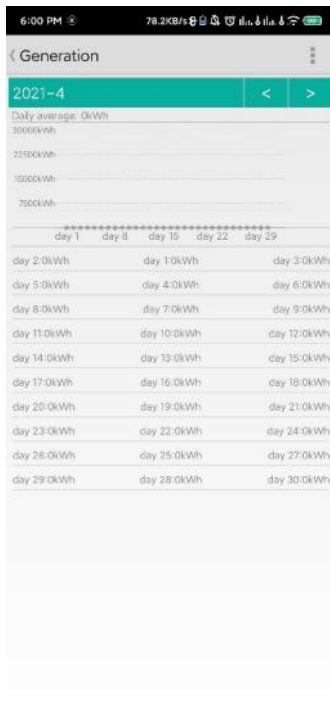 6:00 PM 78.2KB/s
Generation
2021-4 < >
Daily average: 0kWh
30000kWh
22500kWh
15000kWh
7500kWh
day 1 day 8 day 15 day 22 day 29
day 2:0kWh day 1:0kWh day 3:0kWh
day 5:0kWh day 4:0kWh day 6:0kWh
day 8:0kWh day 7:0kWh day 9:0kWh
day 11:0kWh day 10:0kWh day 12:0kWh
day 14:0kWh day 13:0kWh day 15:0kWh
day 17:0kWh day 16:0kWh day 18:0kWh
day 20:0kWh day 19:0kWh day 21:0kWh
day 23:0kWh day 22:0kWh day 24:0kWh
day 26:0kWh day 25:0kWh day 27:0kWh
day 29:0kWh day 28:0kWh day 30:0kWh